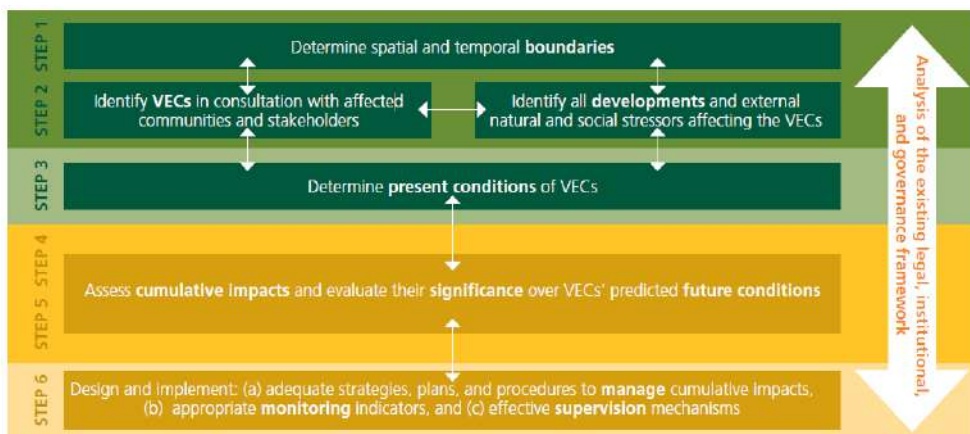 STEP 1
Determine spatial and temporal boundaries
STEP 2
Identify VECs in consultation with affected
communities and stakeholders
Identify all developments and external
natural and social stressors affecting the VECs
STEP 3
Determine present conditions of VECs
STEP 4
STEP 5
Assess cumulative impacts and evaluate their significance over VECs' predicted future conditions
STEP 6
Design and implement: (a) adequate strategies, plans, and procedures to manage cumulative impacts,
(b) appropriate monitoring indicators, and (c) effective supervision mechanisms
Analysis of the existing legal, institutional,
and governance framework